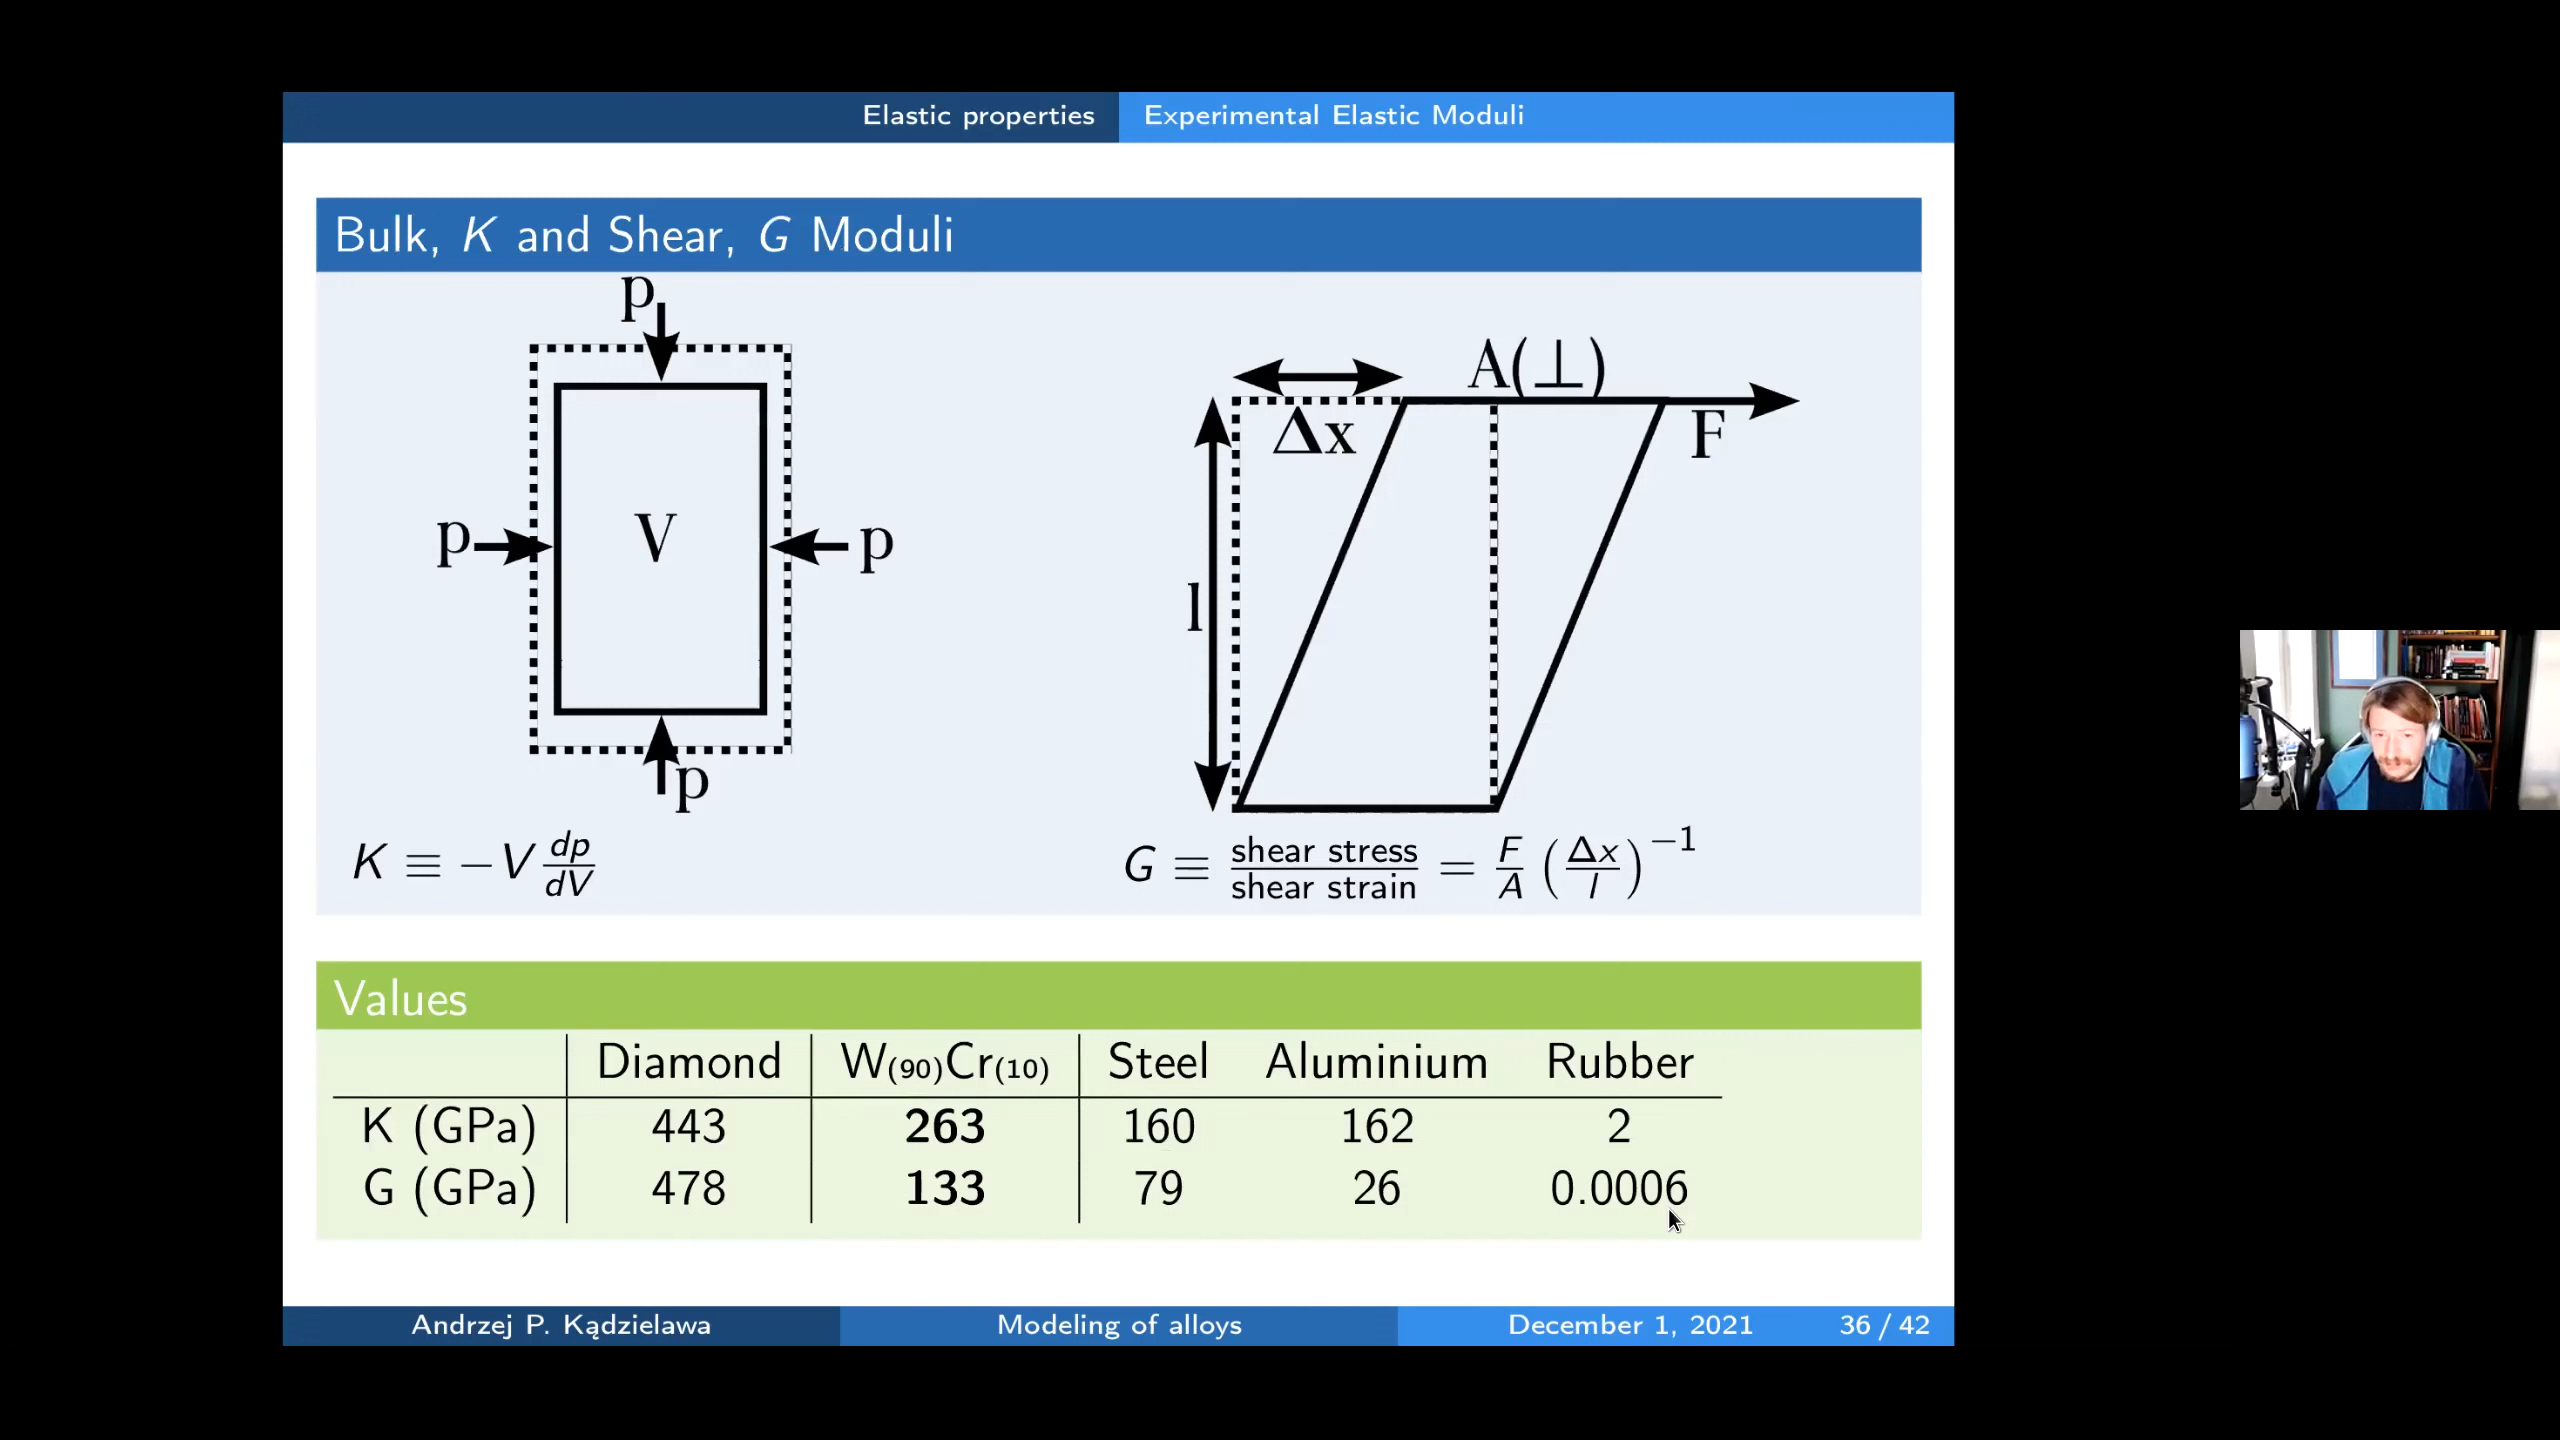 Elastic properties Experimental Elastic Moduli
Bulk, K and Shear, G Moduli
p
p V p
p
Δx A(⊥) F
l
K ≡ −V dp/dV
G ≡ shear stress/shear strain = F/A (Δx/l)⁻¹
Values
Diamond W(90)Cr(10) Steel Aluminium Rubber
K (GPa) 443 263 160 162 2
G (GPa) 478 133 79 26 0.0006
Andrzej P. Kądzielawa Modeling of alloys December 1, 2021 36 / 42